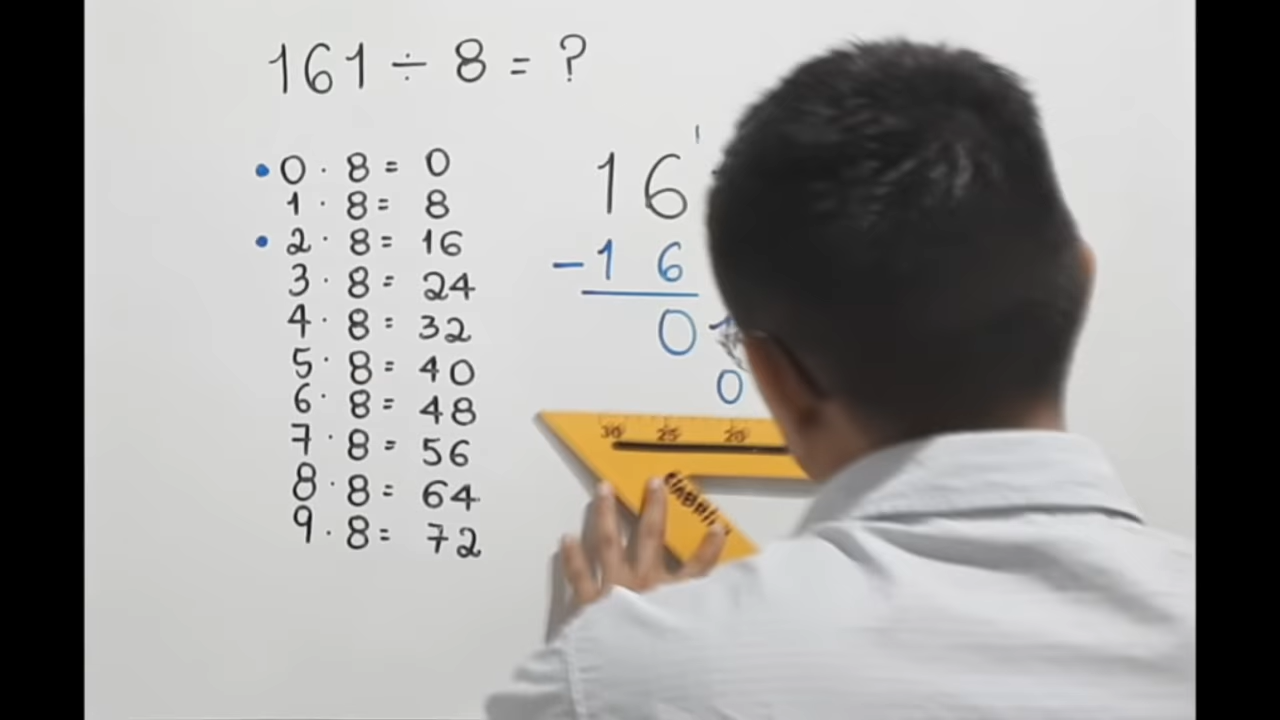 161 ÷ 8 = ?
0 · 8 = 0
1 · 8 = 8
2 · 8 = 16
3 · 8 = 24
4 · 8 = 32
5 · 8 = 40
6 · 8 = 48
7 · 8 = 56
8 · 8 = 64
9 · 8 = 72
16
- 16
0
0
30 25 20